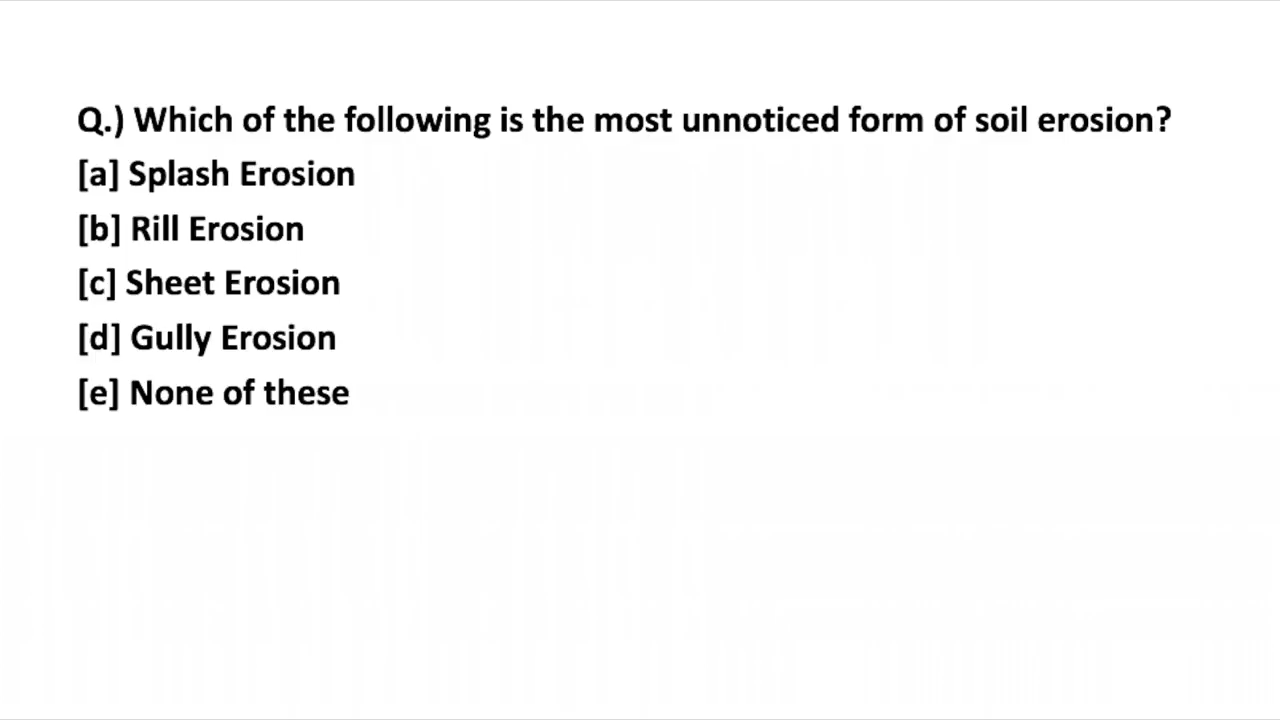 Q.) Which of the following is the most unnoticed form of soil erosion?
[a] Splash Erosion
[b] Rill Erosion
[c] Sheet Erosion
[d] Gully Erosion
[e] None of these